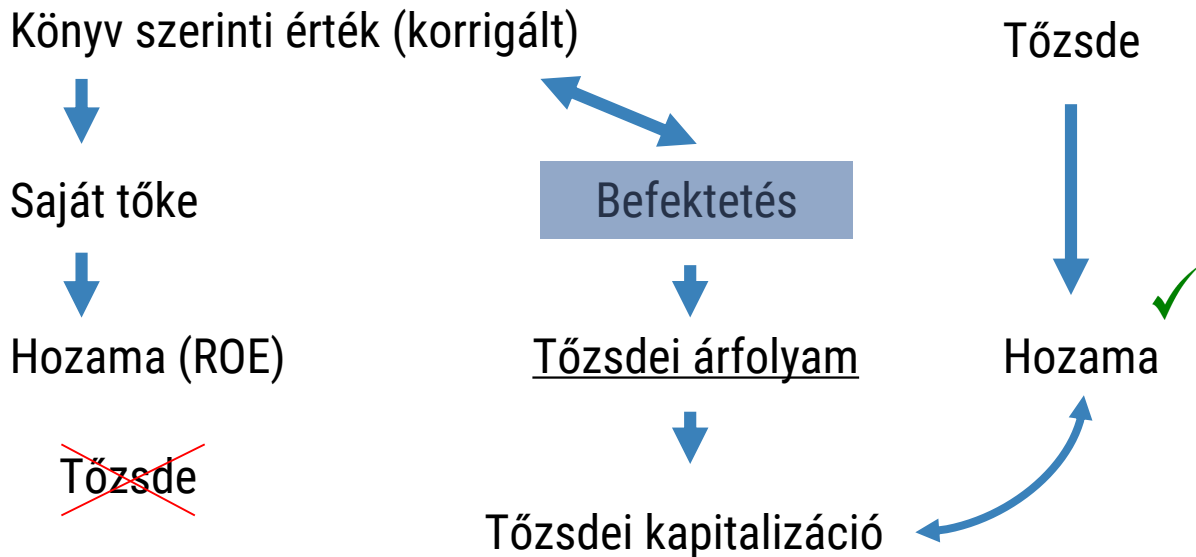 Könyv szerinti érték (korrigált)
Tőzsde
Saját tőke
Befektetés
Hozama (ROE)
Tőzsdei árfolyam
Hozama
Tőzsde
Tőzsdei kapitalizáció